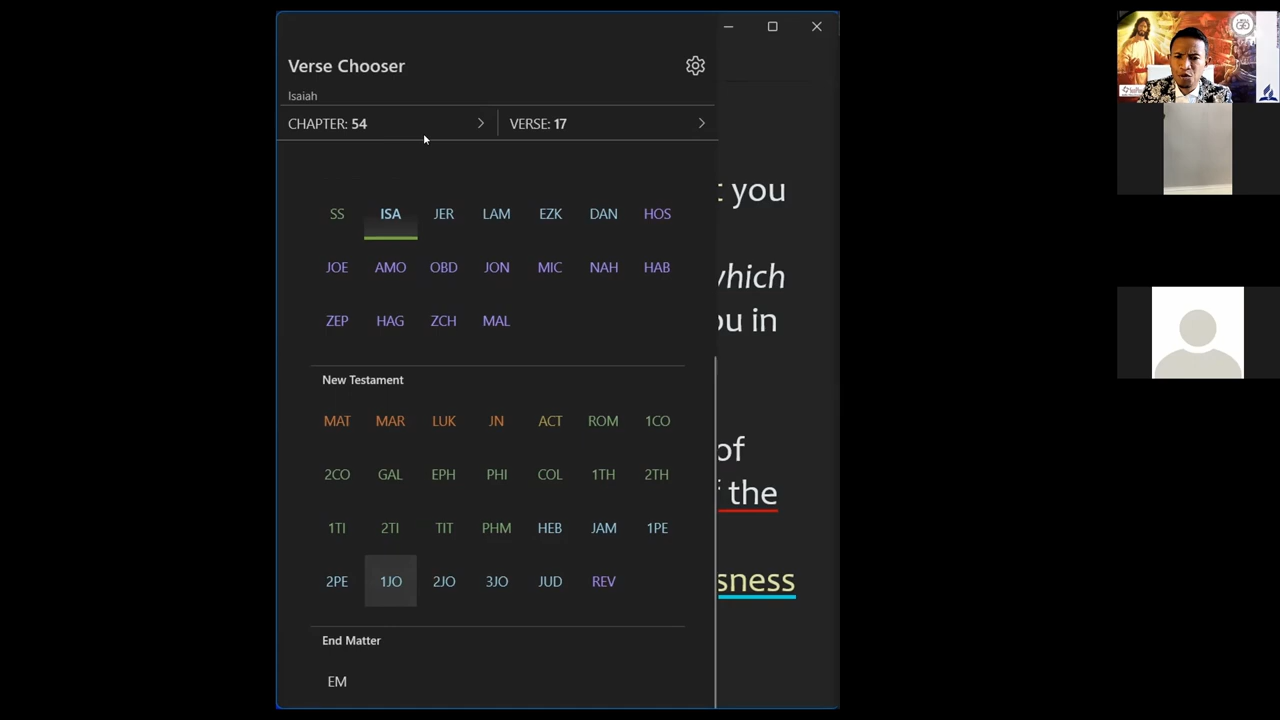 Verse Chooser
Isaiah
CHAPTER: 54
VERSE: 17
SS ISA JER LAM EZK DAN HOS
JOE AMO OBD JON MIC NAH HAB
ZEP HAG ZCH MAL
New Testament
MAT MAR LUK JN ACT ROM 1CO
2CO GAL EPH PHI COL 1TH 2TH
1TI 2TI TIT PHM HEB JAM 1PE
2PE 1JO 2JO 3JO JUD REV
End Matter
EM
t you
which
ou in
of
the
sness